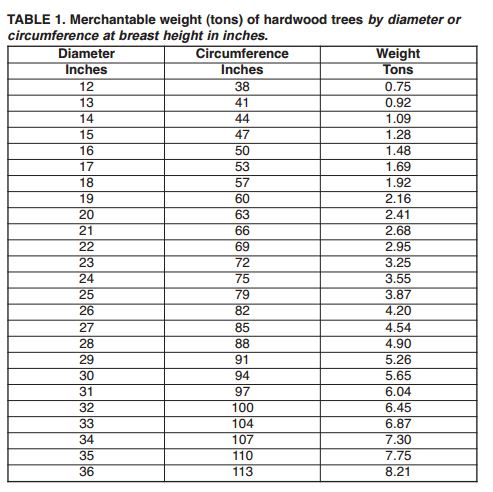 TABLE 1. Merchantable weight (tons) of hardwood trees by diameter or
circumference at breast height in inches.
Diameter Circumference Weight
Inches Inches Tons
12 38 0.75
13 41 0.92
14 44 1.09
15 47 1.28
16 50 1.48
17 53 1.69
18 57 1.92
19 60 2.16
20 63 2.41
21 66 2.68
22 69 2.95
23 72 3.25
24 75 3.55
25 79 3.87
26 82 4.20
27 85 4.54
28 88 4.90
29 91 5.26
30 94 5.65
31 97 6.04
32 100 6.45
33 104 6.87
34 107 7.30
35 110 7.75
36 113 8.21